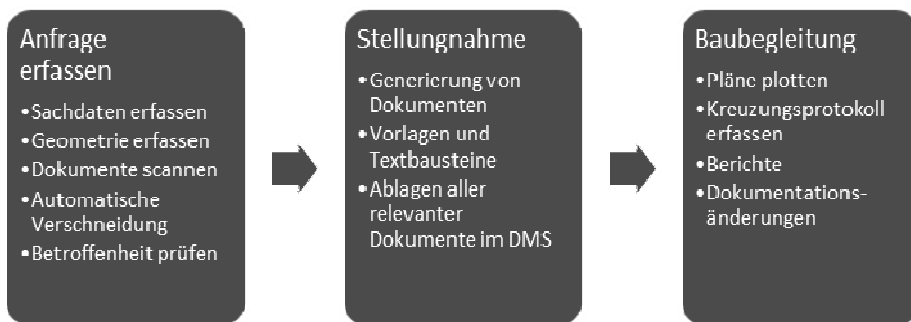 Anfrage
erfassen
•Sachdaten erfassen
•Geometrie erfassen
•Dokumente scannen
•Automatische
Verschneidung
•Betroffenheit prüfen
Stellungnahme
•Generierung von
Dokumenten
•Vorlagen und
Textbausteine
•Ablagen aller
relevanter
Dokumente im DMS
Baubegleitung
•Pläne plotten
•Kreuzungsprotokoll
erfassen
•Berichte
•Dokumentations-
änderungen